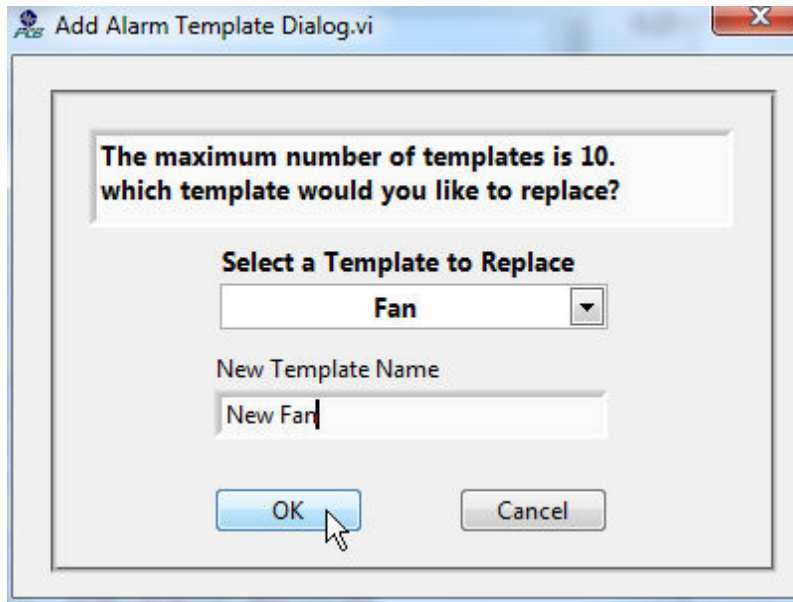 PCB Add Alarm Template Dialog.vi
The maximum number of templates is 10.
which template would you like to replace?
Select a Template to Replace
Fan
New Template Name
New Fan
OK Cancel